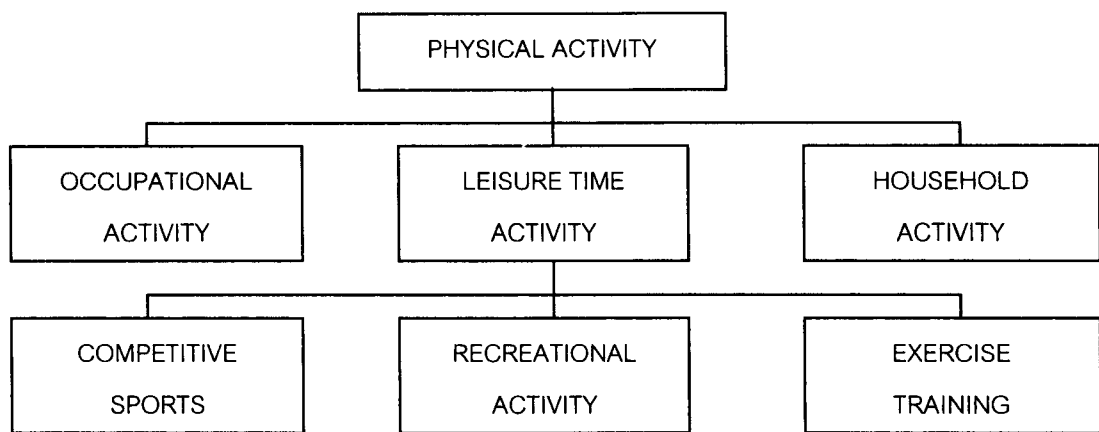 PHYSICAL ACTIVITY
OCCUPATIONAL
ACTIVITY
LEISURE TIME
ACTIVITY
HOUSEHOLD
ACTIVITY
COMPETITIVE
SPORTS
RECREATIONAL
ACTIVITY
EXERCISE
TRAINING